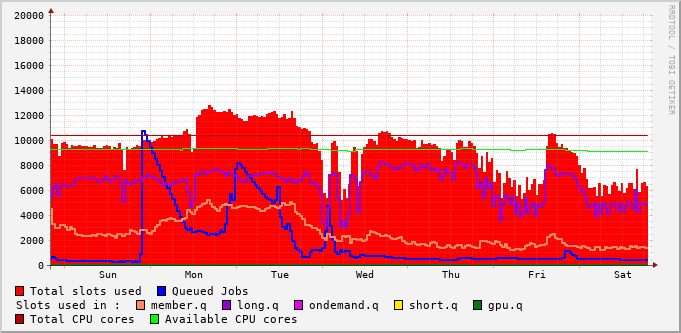 20000
18000
16000
14000
12000
10000
8000
6000
4000
2000
0
Sun Mon Tue Wed Thu Fri Sat
RRDTOOL / TOBI OETIKER
Total slots used Queued Jobs
Slots used in : member.q long.q ondemand.q short.q gpu.q
Total CPU cores Available CPU cores